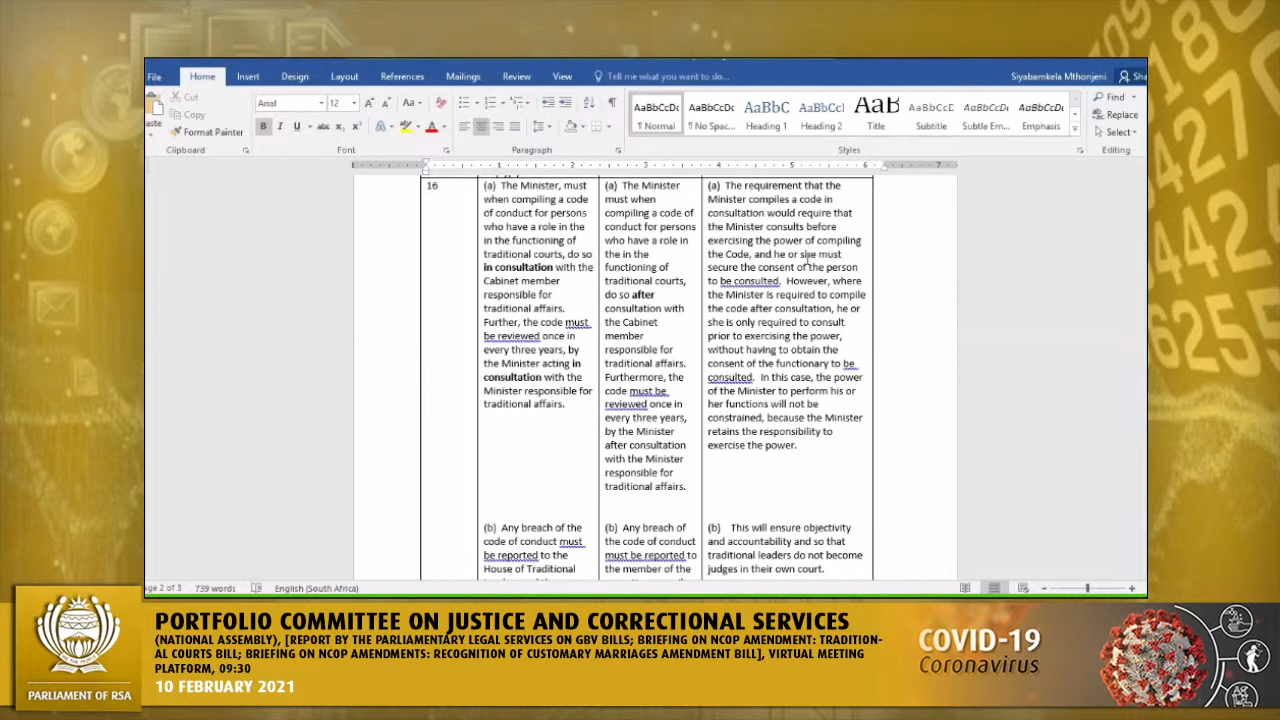 File Home Insert Design Layout References Mailings Review View Tell me what you want to do... Siyabamkela Mthonjeni Sha
Cut
Copy
aste
Format Painter
Clipboard
Arial 12
Font
Paragraph
AaBbCcDc AaBbCcDc AaBbC AaBbCcl AaB AaBbCcC AaBbCcDc AaBbCcDc
¶ Normal ¶ No Spac... Heading 1 Heading 2 Title Subtitle Subtle Em... Emphasis
Styles
Find
Replace
Select
Editing
1 2 3 4 5 6 7
16
(a) The Minister, must
when compiling a code
of conduct for persons
who have a role in the
in the functioning of
traditional courts, do so
in consultation with the
Cabinet member
responsible for
traditional affairs.
Further, the code must
be reviewed once in
every three years, by
the Minister acting in
consultation with the
Minister responsible for
traditional affairs.
(a) The Minister
must when
compiling a code of
conduct for persons
who have a role in
the in the
functioning of
traditional courts,
do so after
consultation with
the Cabinet
member
responsible for
traditional affairs.
Furthermore, the
code must be
reviewed once in
every three years,
by the Minister
after consultation
with the Minister
responsible for
traditional affairs.
(a) The requirement that the
Minister compiles a code in
consultation would require that
the Minister consults before
exercising the power of compiling
the Code, and he or she must
secure the consent of the person
to be consulted. However, where
the Minister is required to compile
the code after consultation, he or
she is only required to consult
prior to exercising the power,
without having to obtain the
consent of the functionary to be
consulted. In this case, the power
of the Minister to perform his or
her functions will not be
constrained, because the Minister
retains the responsibility to
exercise the power.
(b) Any breach of the
code of conduct must
be reported to the
House of Traditional
(b) Any breach of
the code of conduct
must be reported to
the member of the
(b) This will ensure objectivity
and accountability and so that
traditional leaders do not become
judges in their own court.
age 2 of 3 739 words English (South Africa)
PARLIAMENT OF RSA
PORTFOLIO COMMITTEE ON JUSTICE AND CORRECTIONAL SERVICES
(NATIONAL ASSEMBLY), [REPORT BY THE PARLIAMENTARY LEGAL SERVICES ON GBV BILLS; BRIEFING ON NCOP AMENDMENT: TRADITION-
AL COURTS BILL; BRIEFING ON NCOP AMENDMENTS: RECOGNITION OF CUSTOMARY MARRIAGES AMENDMENT BILL], VIRTUAL MEETING
PLATFORM, 09:30
10 FEBRUARY 2021
COVID-19
Coronavirus